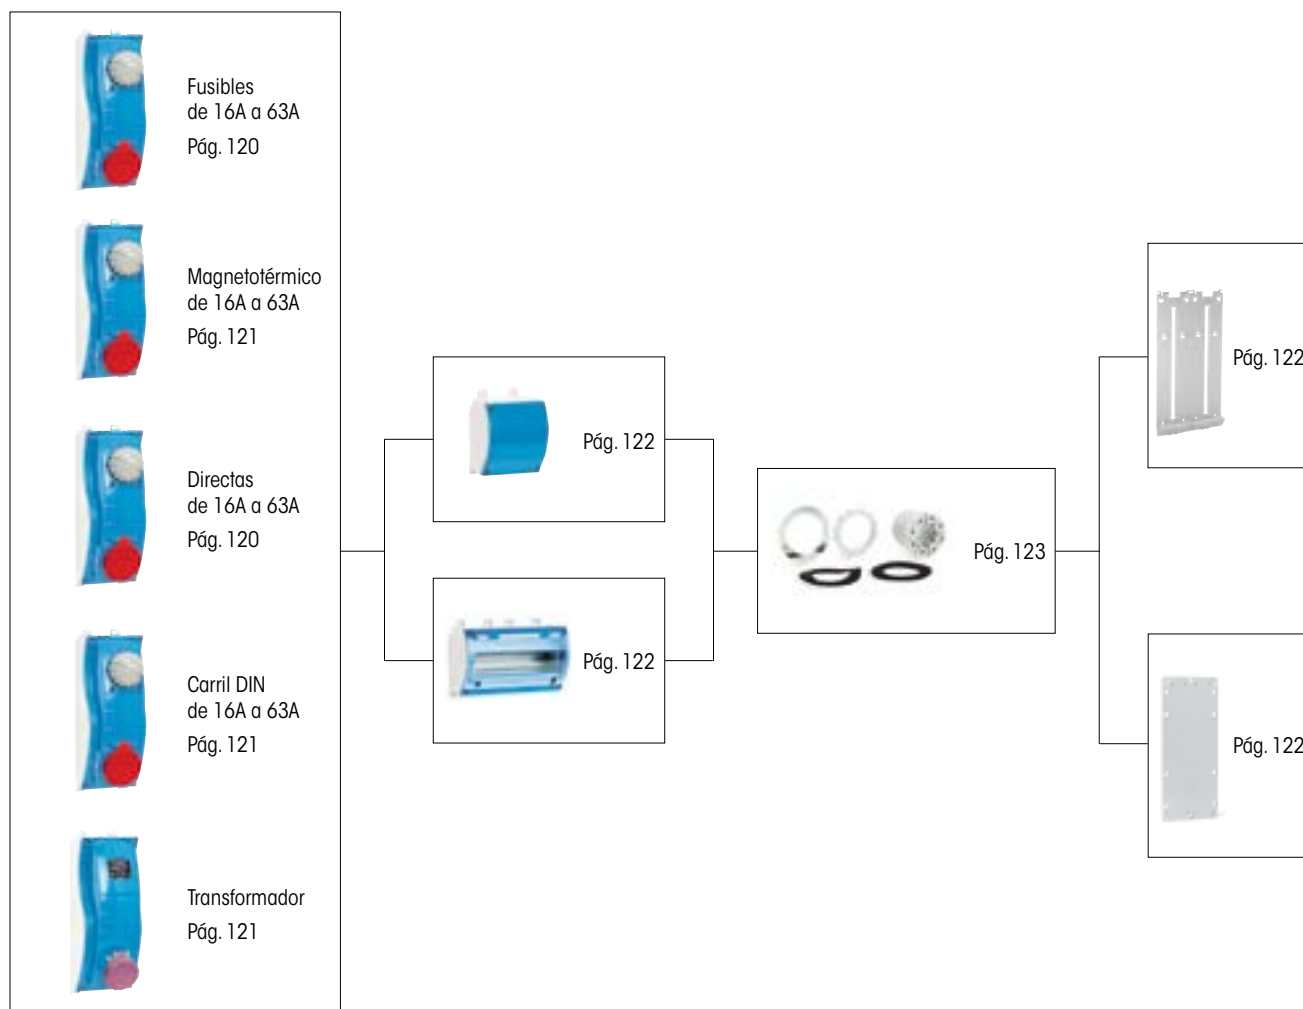 Fusibles
de 16A a 63A
Pág. 120
Magnetotérmico
de 16A a 63A
Pág. 121
Directas
de 16A a 63A
Pág. 120
Carril DIN
de 16A a 63A
Pág. 121
Transformador
Pág. 121
Pág. 122
Pág. 122
Pág. 123
Pág. 122
Pág. 122